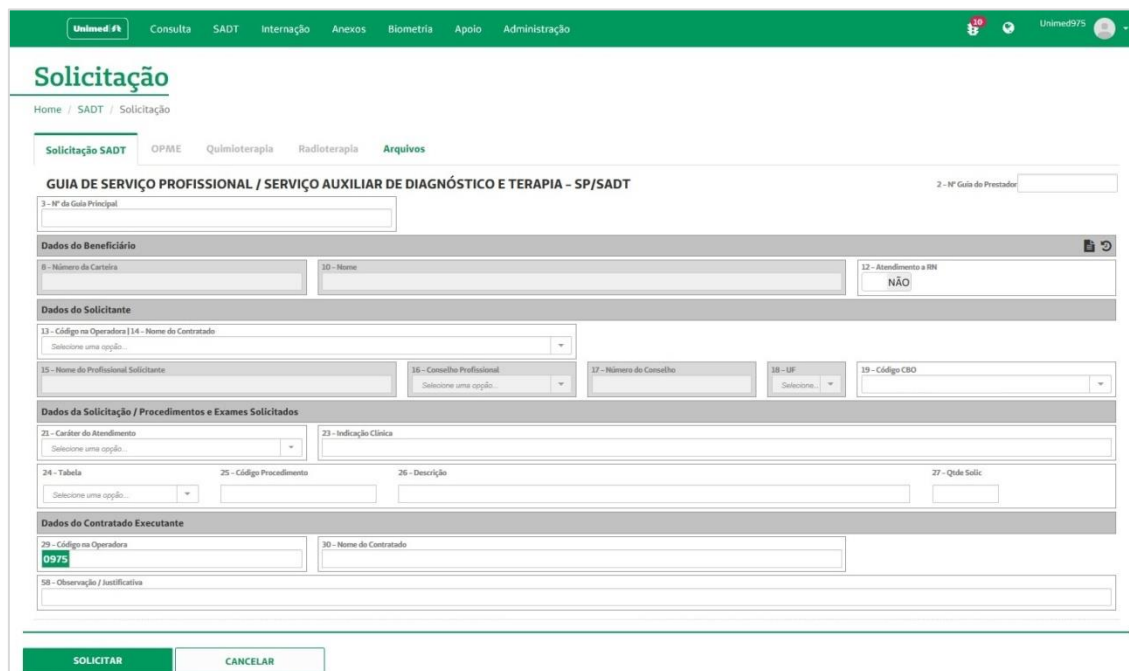 Unimed Consulta SADT Internação Anexos Biometria Apoio Administração 10 Unimed975
Solicitação
Home / SADT / Solicitação
Solicitação SADT OPME Quimioterapia Radioterapia Arquivos
GUIA DE SERVIÇO PROFISSIONAL / SERVIÇO AUXILIAR DE DIAGNÓSTICO E TERAPIA - SP/SADT 2 - Nº Guia do Prestador
3 - Nº da Guia Principal
Dados do Beneficiário
8 - Número da Carteira 10 - Nome 12 - Atendimento a RN
NÃO
Dados do Solicitante
13 - Código na Operadora | 14 - Nome do Contratado
Selecione uma opção...
15 - Nome do Profissional Solicitante 16 - Conselho Profissional 17 - Número do Conselho 18 - UF 19 - Código CBO
Selecione uma opção... Selecione...
Dados da Solicitação / Procedimentos e Exames Solicitados
21 - Caráter do Atendimento 23 - Indicação Clínica
Selecione uma opção...
24 - Tabela 25 - Código Procedimento 26 - Descrição 27 - Qtde Solic
Selecione uma opção...
Dados do Contratado Executante
29 - Código na Operadora 30 - Nome do Contratado
0975
58 - Observação / Justificativa
SOLICITAR CANCELAR